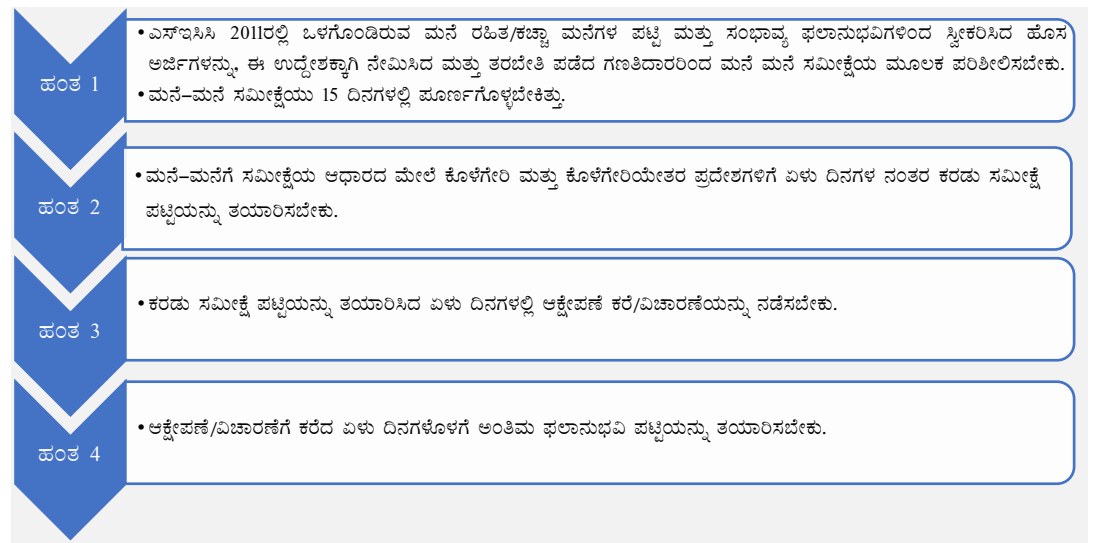 ಹಂತ 1
• ಎಸ್ಇಸಿಸಿ 2011ರಲ್ಲಿ ಒಳಗೊಂಡಿರುವ ಮನೆ ರಹಿತ/ಕಚ್ಚಾ ಮನೆಗಳ ಪಟ್ಟಿ ಮತ್ತು ಸಂಭಾವ್ಯ ಫಲಾನುಭವಿಗಳಿಂದ ಸ್ವೀಕರಿಸಿದ ಹೊಸ
ಅರ್ಜಿಗಳನ್ನು, ಈ ಉದ್ದೇಶಕ್ಕಾಗಿ ನೇಮಿಸಿದ ಮತ್ತು ತರಬೇತಿ ಪಡೆದ ಗಣತಿದಾರರಿಂದ ಮನೆ ಮನೆ ಸಮೀಕ್ಷೆಯ ಮೂಲಕ ಪರಿಶೀಲಿಸಬೇಕು.
• ಮನೆ–ಮನೆ ಸಮೀಕ್ಷೆಯು 15 ದಿನಗಳಲ್ಲಿ ಪೂರ್ಣಗೊಳ್ಳಬೇಕಿತ್ತು.
ಹಂತ 2
• ಮನೆ–ಮನೆಗೆ ಸಮೀಕ್ಷೆಯ ಆಧಾರದ ಮೇಲೆ ಕೊಳೆಗೇರಿ ಮತ್ತು ಕೊಳೆಗೇರಿಯೇತರ ಪ್ರದೇಶಗಳಿಗೆ ಏಳು ದಿನಗಳ ನಂತರ ಕರಡು ಸಮೀಕ್ಷೆ
ಪಟ್ಟಿಯನ್ನು ತಯಾರಿಸಬೇಕು.
ಹಂತ 3
• ಕರಡು ಸಮೀಕ್ಷೆ ಪಟ್ಟಿಯನ್ನು ತಯಾರಿಸಿದ ಏಳು ದಿನಗಳಲ್ಲಿ ಆಕ್ಷೇಪಣೆ ಕರೆ/ವಿಚಾರಣೆಯನ್ನು ನಡೆಸಬೇಕು.
ಹಂತ 4
• ಆಕ್ಷೇಪಣೆ/ವಿಚಾರಣೆಗೆ ಕರೆದ ಏಳು ದಿನಗಳೊಳಗೆ ಅಂತಿಮ ಫಲಾನುಭವಿ ಪಟ್ಟಿಯನ್ನು ತಯಾರಿಸಬೇಕು.